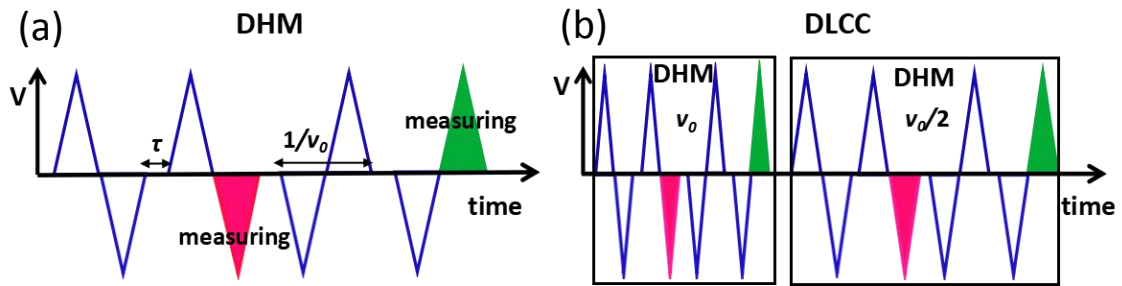 (a)
DHM
V
τ
1/ν₀
measuring
measuring
time
(b)
DLCC
V
DHM
ν₀
DHM
ν₀/2
time